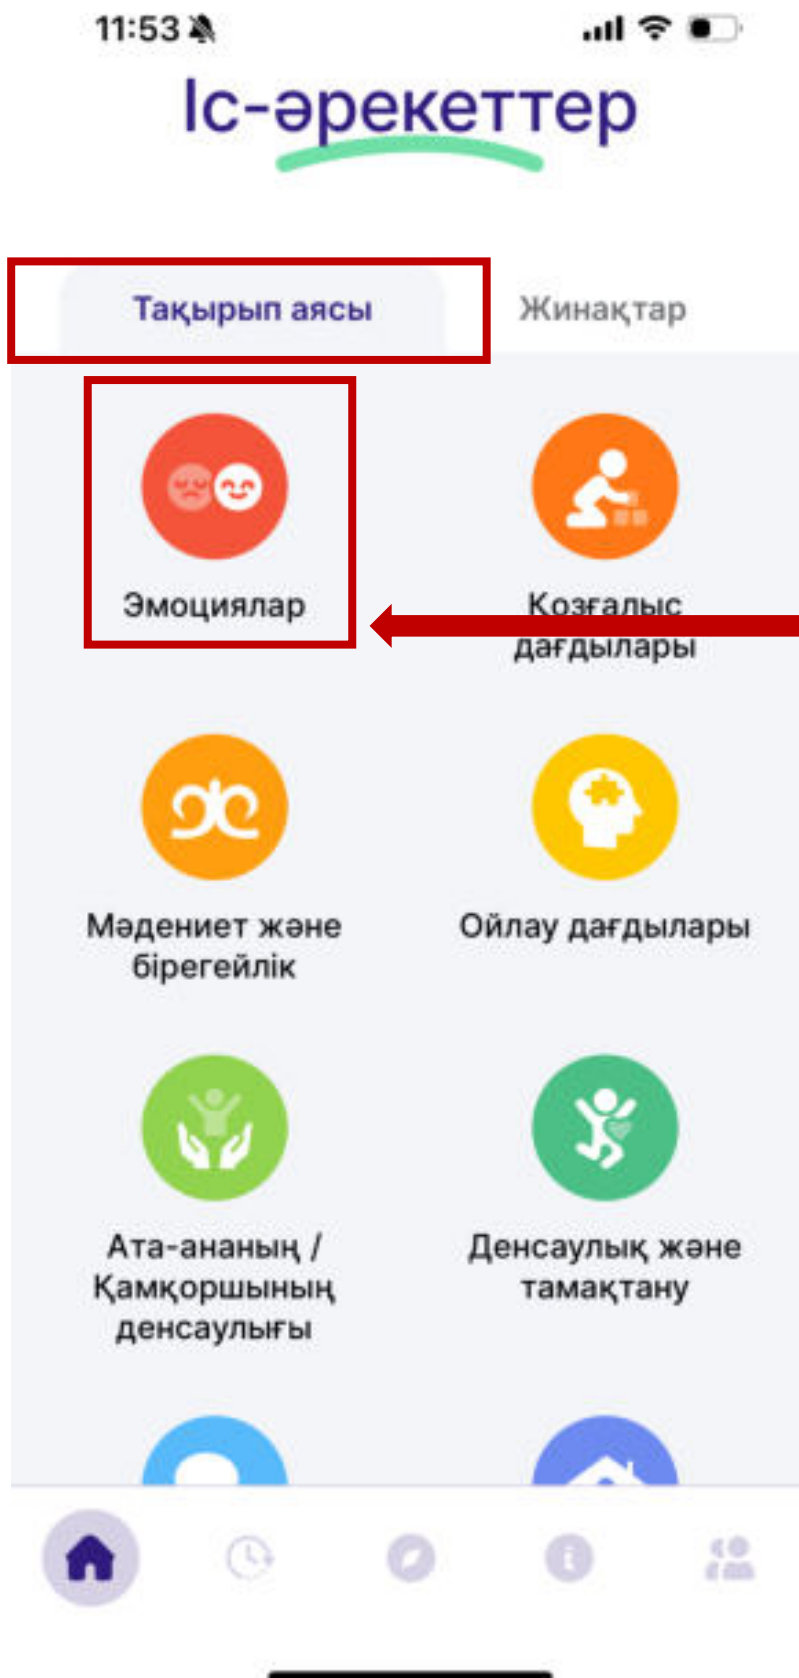 11:53
Іс-әрекеттер
Тақырып аясы
Жинақтар
Эмоциялар
Қозғалыс
дағдылары
Мәдениет және
бірегейлік
Ойлау дағдылары
Ата-ананың /
Қамқоршының
денсаулығы
Денсаулық және
тамақтану